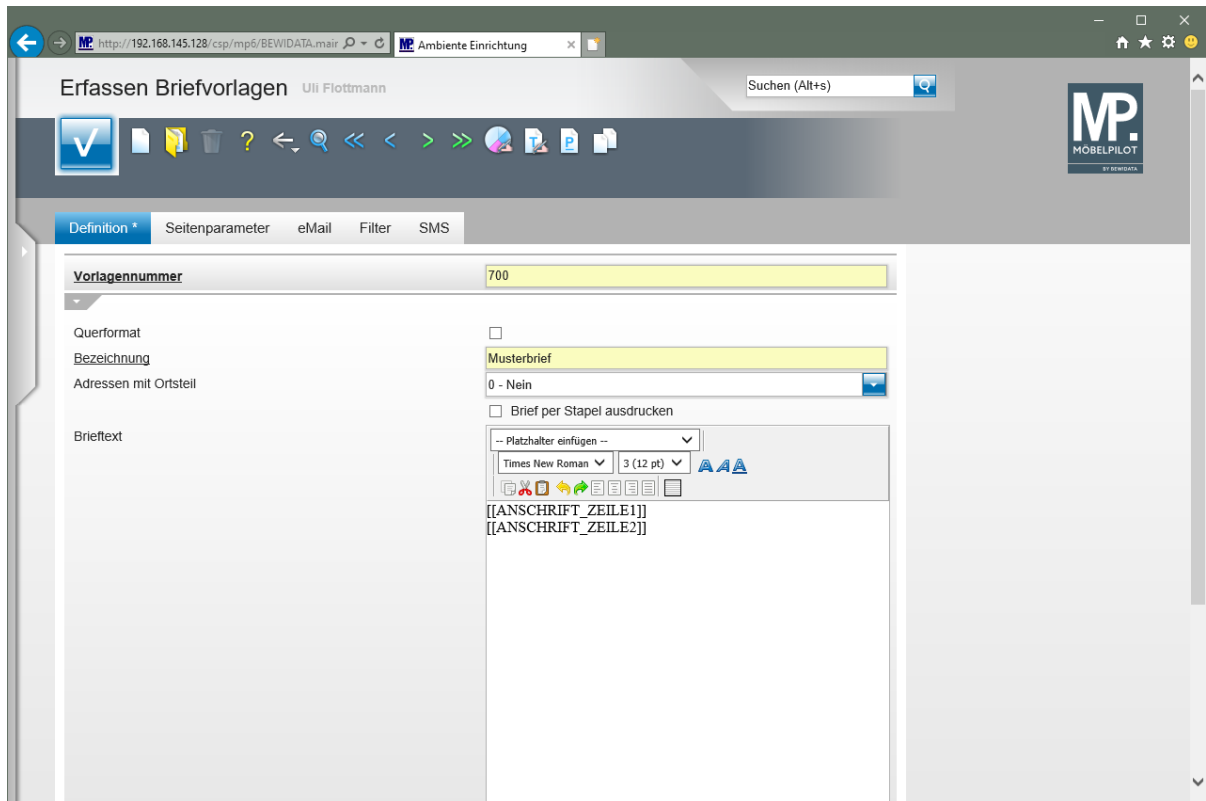 http://192.168.145.128/csp/mp6/BEWIDATA.mair
MP Ambiente Einrichtung
Erfassen Briefvorlagen Uli Flottmann
Suchen (Alt+s)
MP.
MÖBELPILOT
BY BEWIDATA
Definition * Seitenparameter eMail Filter SMS
Vorlagennummer 700
Querformat
Bezeichnung Musterbrief
Adressen mit Ortsteil 0 - Nein
Brief per Stapel ausdrucken
Brieftext -- Platzhalter einfügen --
Times New Roman 3 (12 pt) A A A
[[ANSCHRIFT_ZEILE1]]
[[ANSCHRIFT_ZEILE2]]